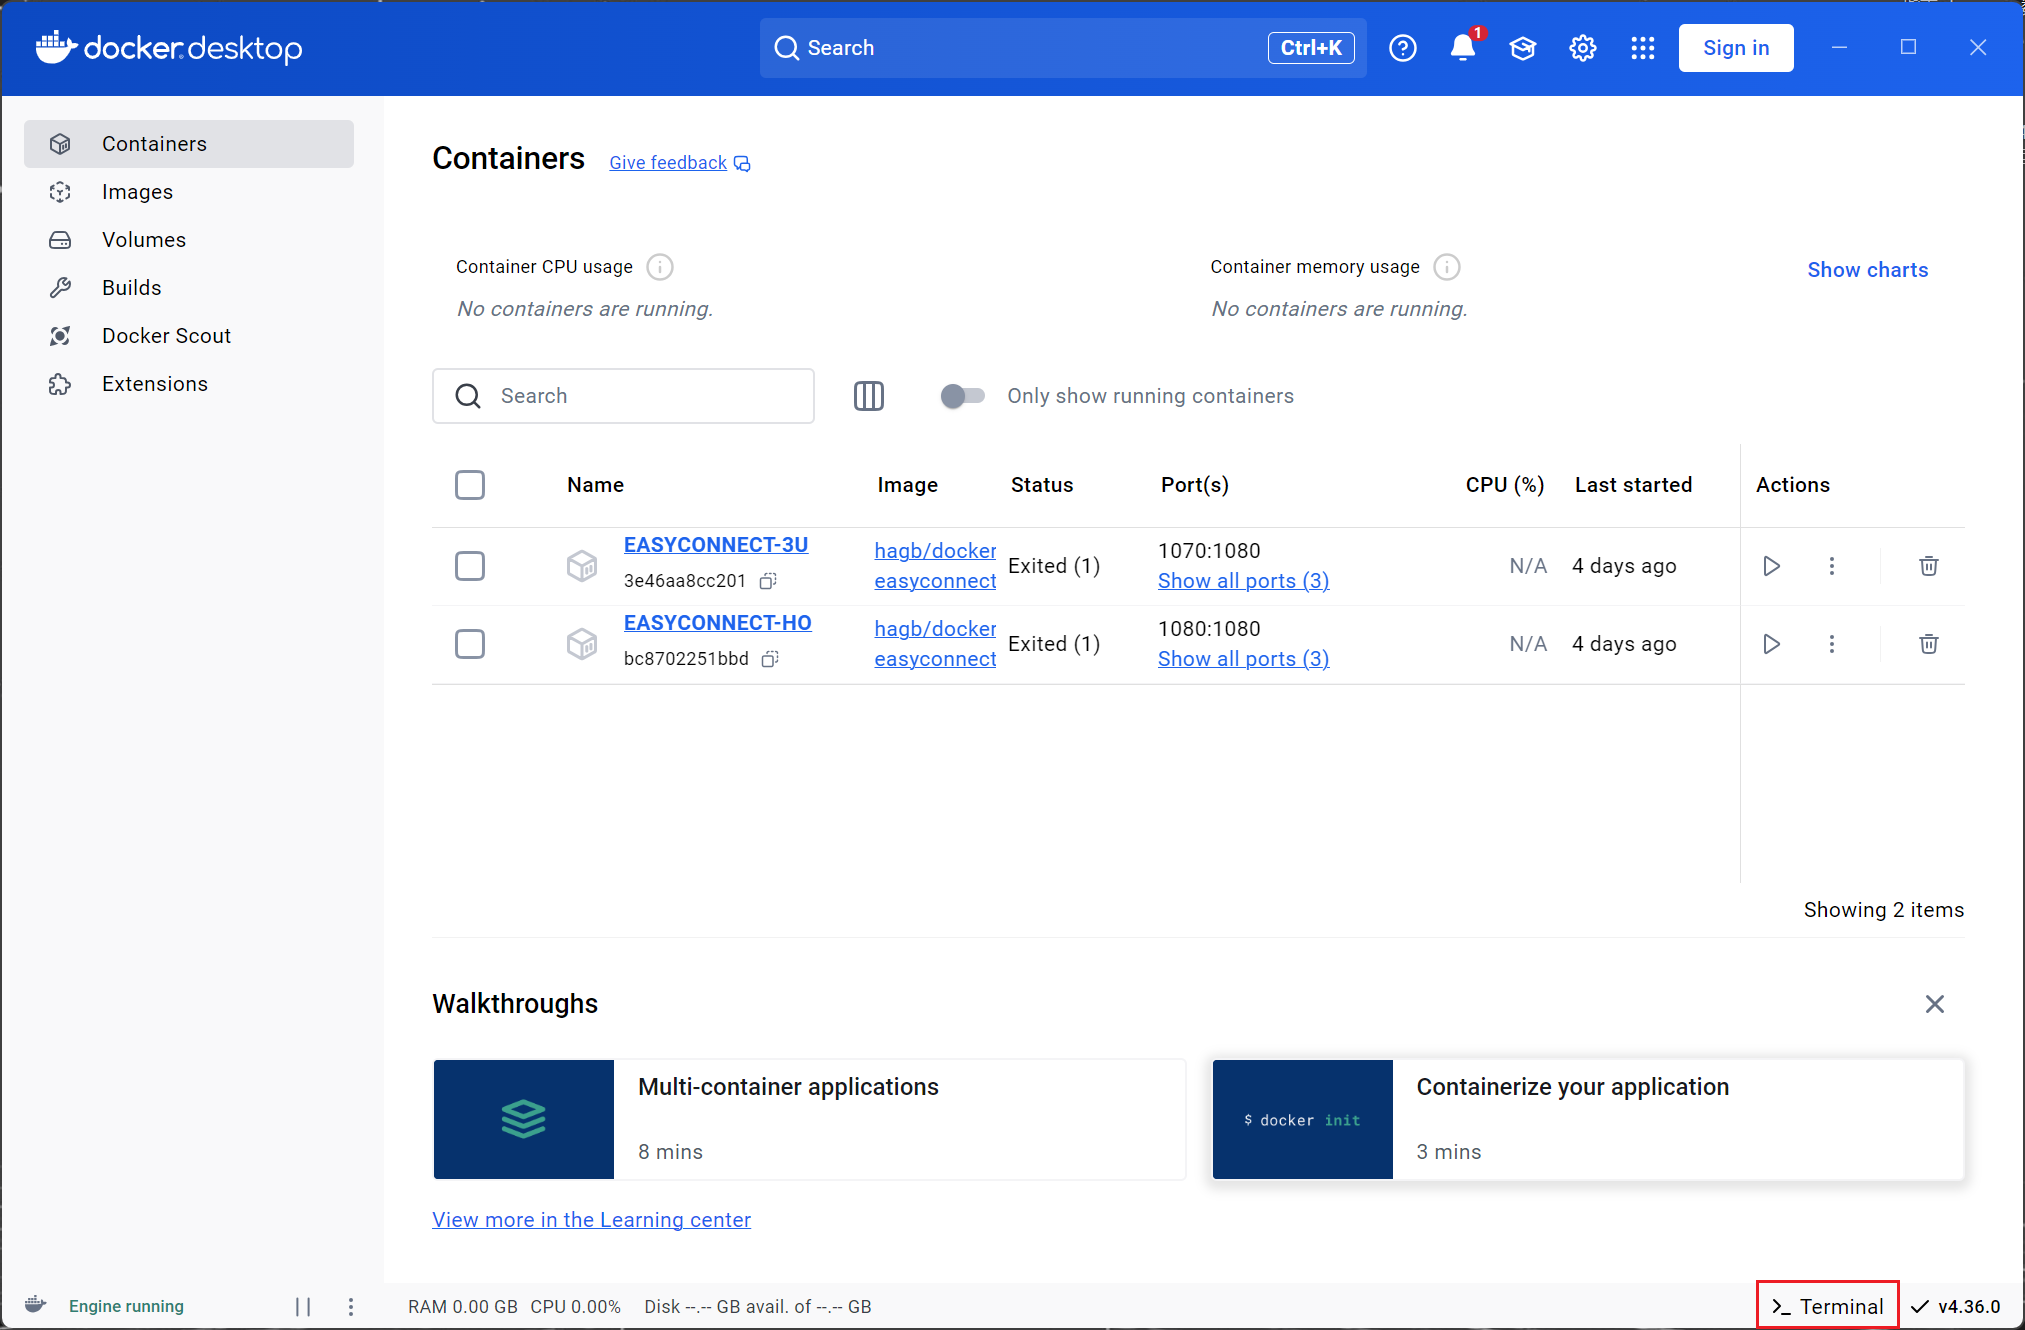 docker desktop
Search Ctrl+K
1
Sign in
Containers
Images
Volumes
Builds
Docker Scout
Extensions
Containers Give feedback
Container CPU usage
No containers are running.
Container memory usage
No containers are running.
Show charts
Search
Only show running containers
Name Image Status Port(s) CPU (%) Last started Actions
EASYCONNECT-3U
3e46aa8cc201
hagb/docker
easyconnect
Exited (1)
1070:1080
Show all ports (3)
N/A
4 days ago
EASYCONNECT-HO
bc8702251bbd
hagb/docker
easyconnect
Exited (1)
1080:1080
Show all ports (3)
N/A
4 days ago
Showing 2 items
Walkthroughs
Multi-container applications
8 mins
$ docker init
Containerize your application
3 mins
View more in the Learning center
Engine running
RAM 0.00 GB CPU 0.00% Disk --.-- GB avail. of --.-- GB
>_ Terminal
v4.36.0